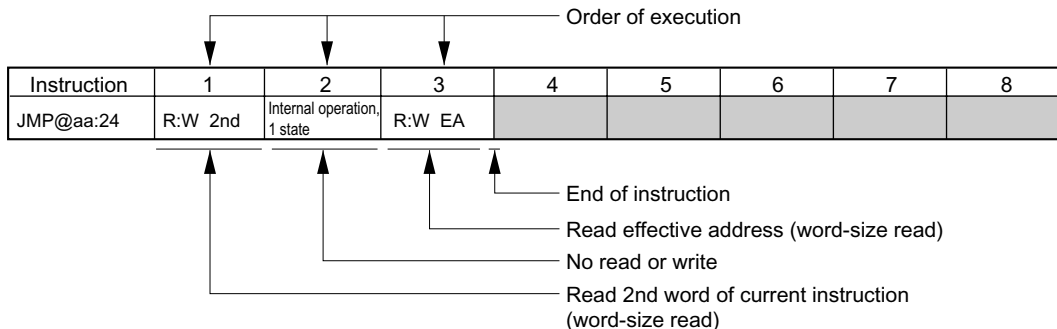 Order of execution
Instruction 1 2 3 4 5 6 7 8
JMP@aa:24 R:W 2nd Internal operation, R:W EA
1 state
End of instruction
Read effective address (word-size read)
No read or write
Read 2nd word of current instruction
(word-size read)